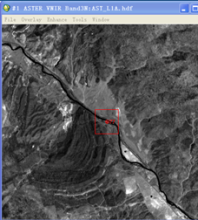 #1 ASTER VNIR Band3N:AST_L1A.hdf
File Overlay Enhance Tools Window